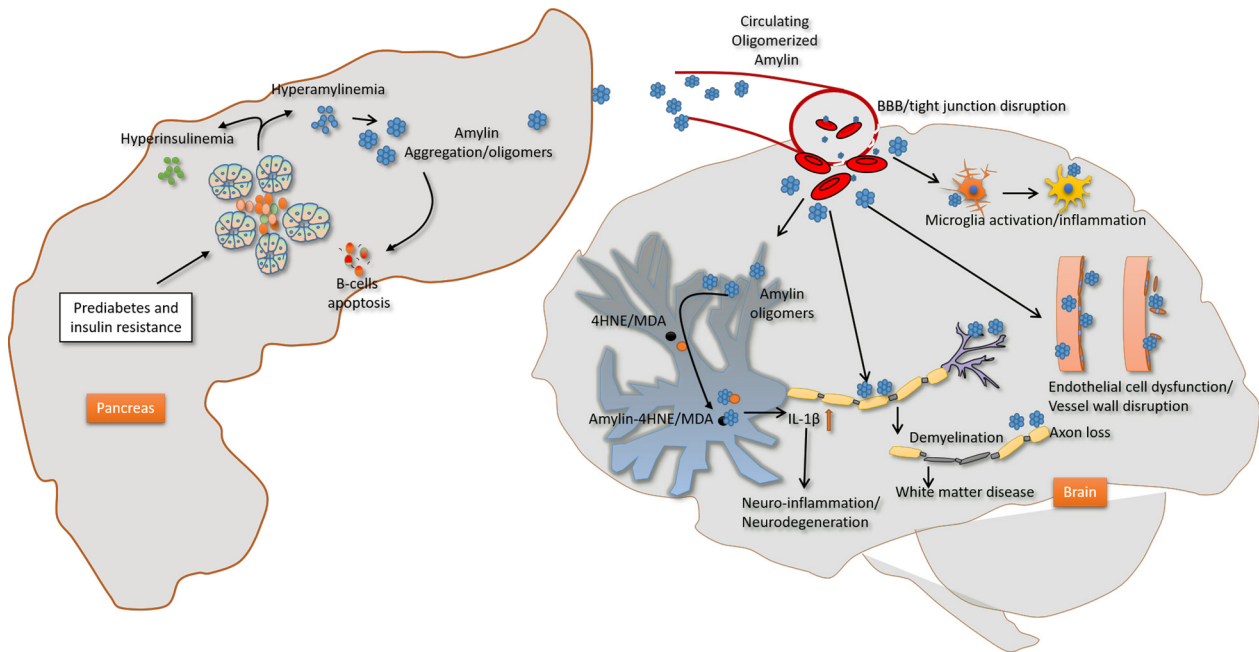 Hyperamylinemia
Hyperinsulinemia
Amylin
Aggregation/oligomers
B-cells
apoptosis
Prediabetes and
insulin resistance
Pancreas
Circulating
Oligomerized
Amylin
BBB/tight junction disruption
Microglia activation/inflammation
Amylin
oligomers
4HNE/MDA
Amylin-4HNE/MDA
IL-1β
Neuro-inflammation/
Neurodegeneration
Endothelial cell dysfunction/
Vessel wall disruption
Demyelination
Axon loss
White matter disease
Brain